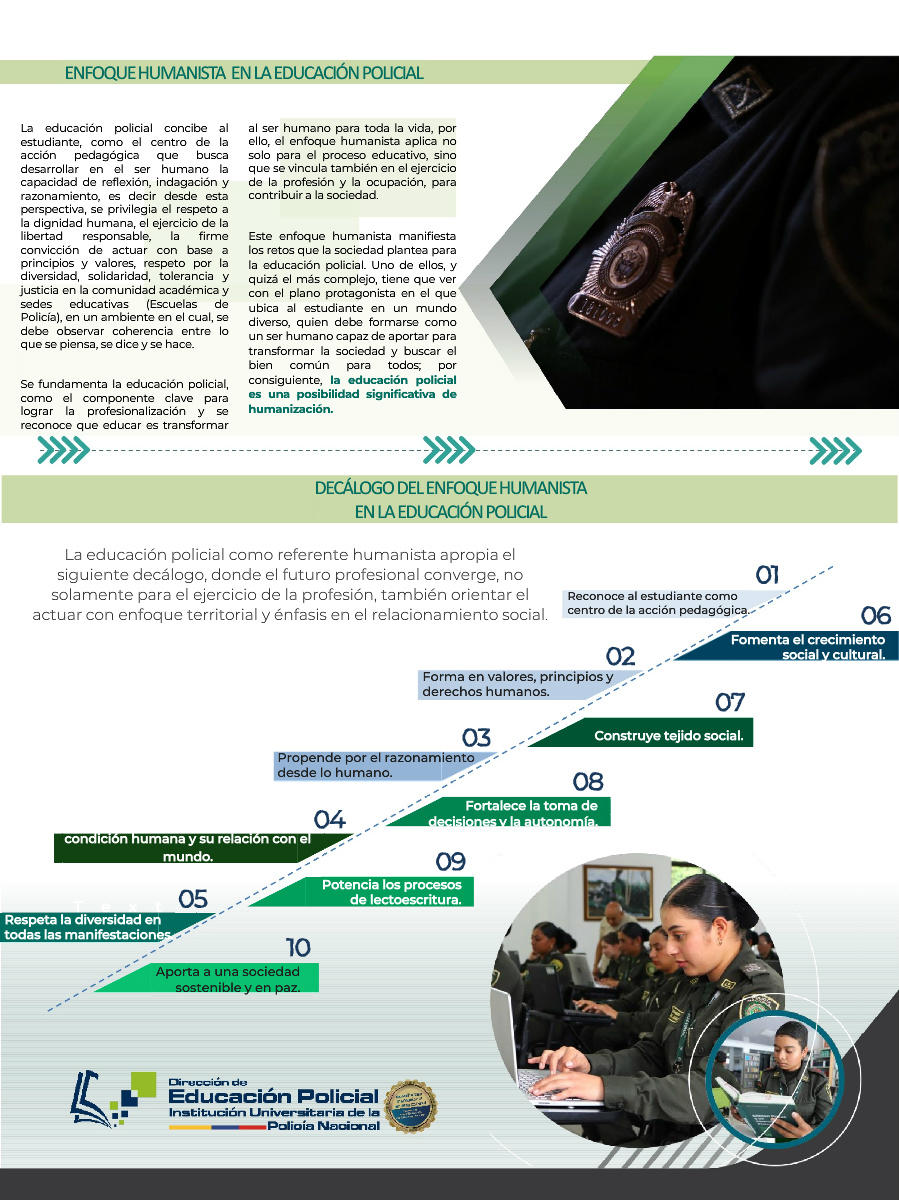 ENFOQUE HUMANISTA EN LA EDUCACIÓN POLICIAL
La educación policial concibe al
estudiante, como el centro de la
acción pedagógica que busca
desarrollar en el ser humano la
capacidad de reflexión, indagación y
razonamiento, es decir desde esta
perspectiva, se privilegia el respeto a
la dignidad humana, el ejercicio de la
libertad responsable, la firme
convicción de actuar con base a
principios y valores, respeto por la
diversidad, solidaridad, tolerancia y
justicia en la comunidad académica y
sedes educativas (Escuelas de
Policía), en un ambiente en el cual, se
debe observar coherencia entre lo
que se piensa, se dice y se hace.
Se fundamenta la educación policial,
como el componente clave para
lograr la profesionalización y se
reconoce que educar es transformar
al ser humano para toda la vida, por
ello, el enfoque humanista aplica no
solo para el proceso educativo, sino
que se vincula también en el ejercicio
de la profesión y la ocupación, para
contribuir a la sociedad.
Este enfoque humanista manifiesta
los retos que la sociedad plantea para
la educación policial. Uno de ellos, y
quizá el más complejo, tiene que ver
con el plano protagonista en el que
ubica al estudiante en un mundo
diverso, quien debe formarse como
un ser humano capaz de aportar para
transformar la sociedad y buscar el
bien común para todos; por
consiguiente, la educación policial
es una posibilidad significativa de
humanización.
DECÁLOGO DEL ENFOQUE HUMANISTA
EN LA EDUCACIÓN POLICIAL
La educación policial como referente humanista apropia el
siguiente decálogo, donde el futuro profesional converge, no
solamente para el ejercicio de la profesión, también orientar el
actuar con enfoque territorial y énfasis en el relacionamiento social.
01
Reconoce al estudiante como
centro de la acción pedagógica.
02
Forma en valores, principios y
derechos humanos.
03
Propende por el razonamiento
desde lo humano.
04
condición humana y su relación con el
mundo.
05
Text
Respeta la diversidad en
todas las manifestaciones
06
Fomenta el crecimiento
social y cultural.
07
Construye tejido social.
08
Fortalece la toma de
decisiones y la autonomía.
09
Potencia los procesos
de lectoescritura.
10
Aporta a una sociedad
sostenible y en paz.
Dirección de
Educación Policial
Institución Universitaria de la
Policía Nacional